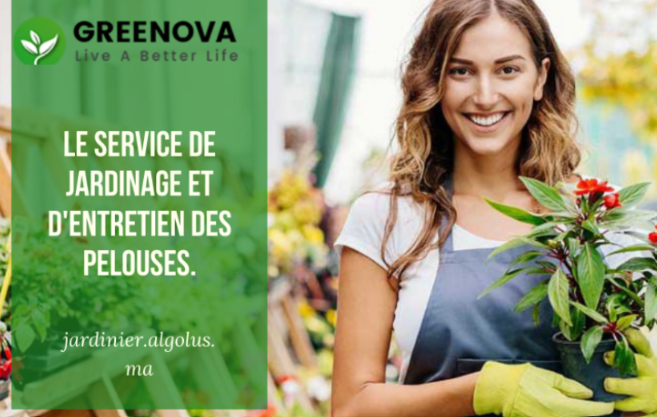 GREENOVA
Live A Better Life
LE SERVICE DE
JARDINAGE ET
D'ENTRETIEN DES
PELOUSES.
jardinier.algolus.
ma